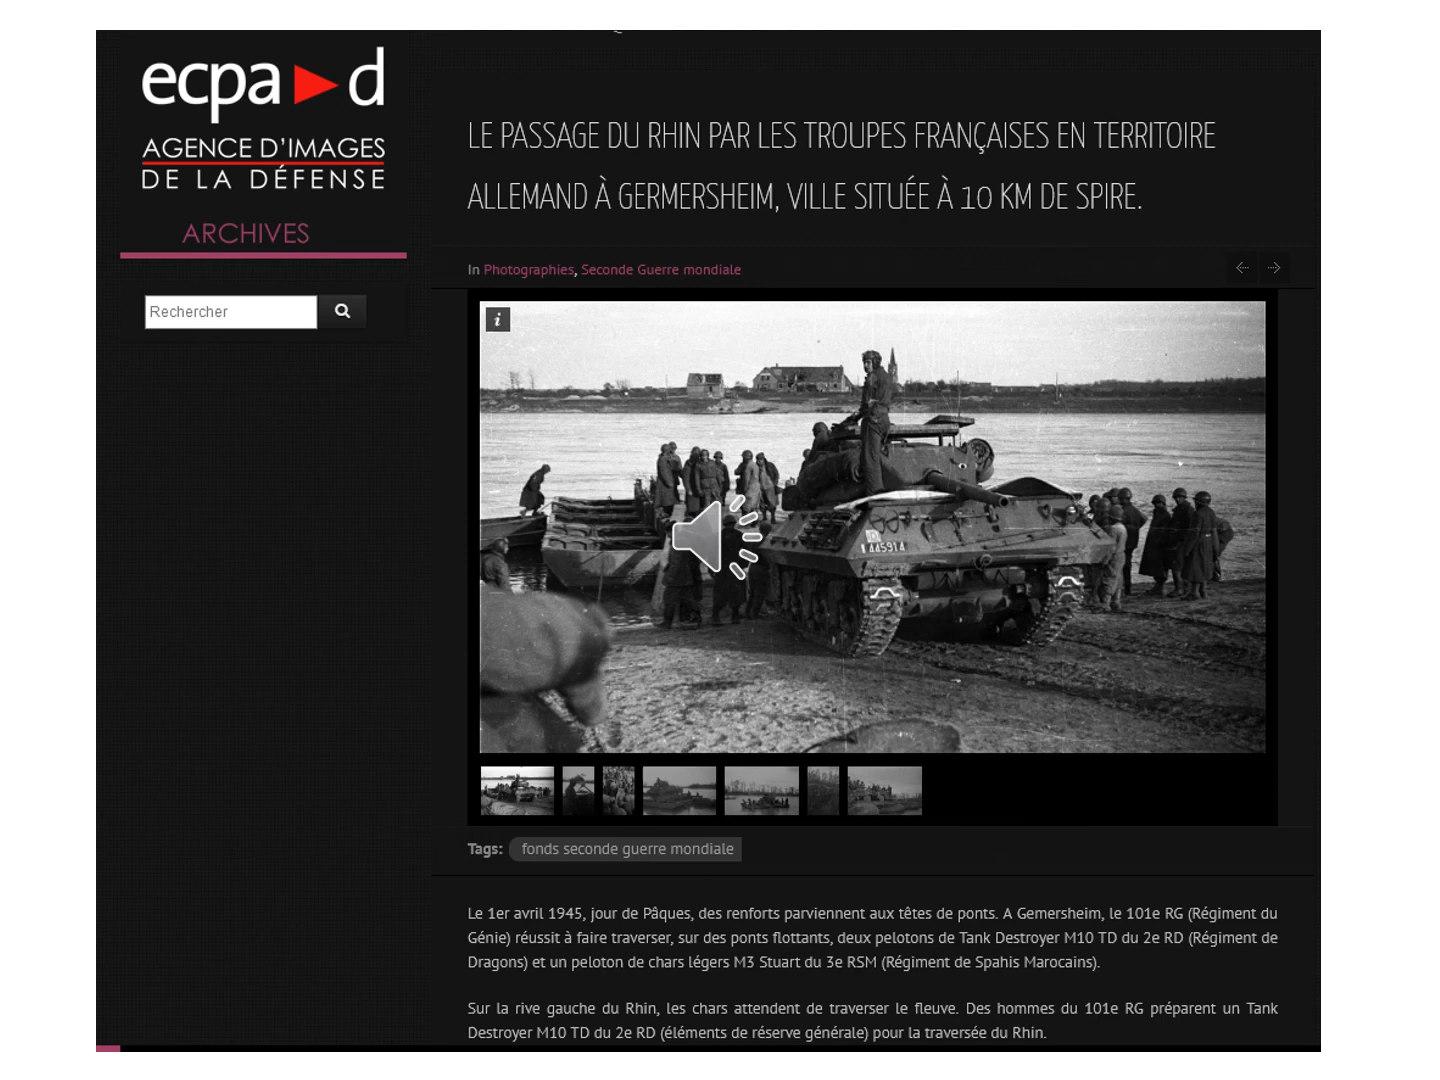 ecpa d
AGENCE D'IMAGES
DE LA DÉFENSE
ARCHIVES
Rechercher
LE PASSAGE DU RHIN PAR LES TROUPES FRANÇAISES EN TERRITOIRE
ALLEMAND À GERMERSHEIM, VILLE SITUÉE À 10 KM DE SPIRE.
In Photographies, Seconde Guerre mondiale
i
445914
Tags: fonds seconde guerre mondiale
Le 1er avril 1945, jour de Pâques, des renforts parviennent aux têtes de ponts. A Gemersheim, le 101e RG (Régiment du
Génie) réussit à faire traverser, sur des ponts flottants, deux pelotons de Tank Destroyer M10 TD du 2e RD (Régiment de
Dragons) et un peloton de chars légers M3 Stuart du 3e RSM (Régiment de Spahis Marocains).
Sur la rive gauche du Rhin, les chars attendent de traverser le fleuve. Des hommes du 101e RG préparent un Tank
Destroyer M10 TD du 2e RD (éléments de réserve générale) pour la traversée du Rhin.